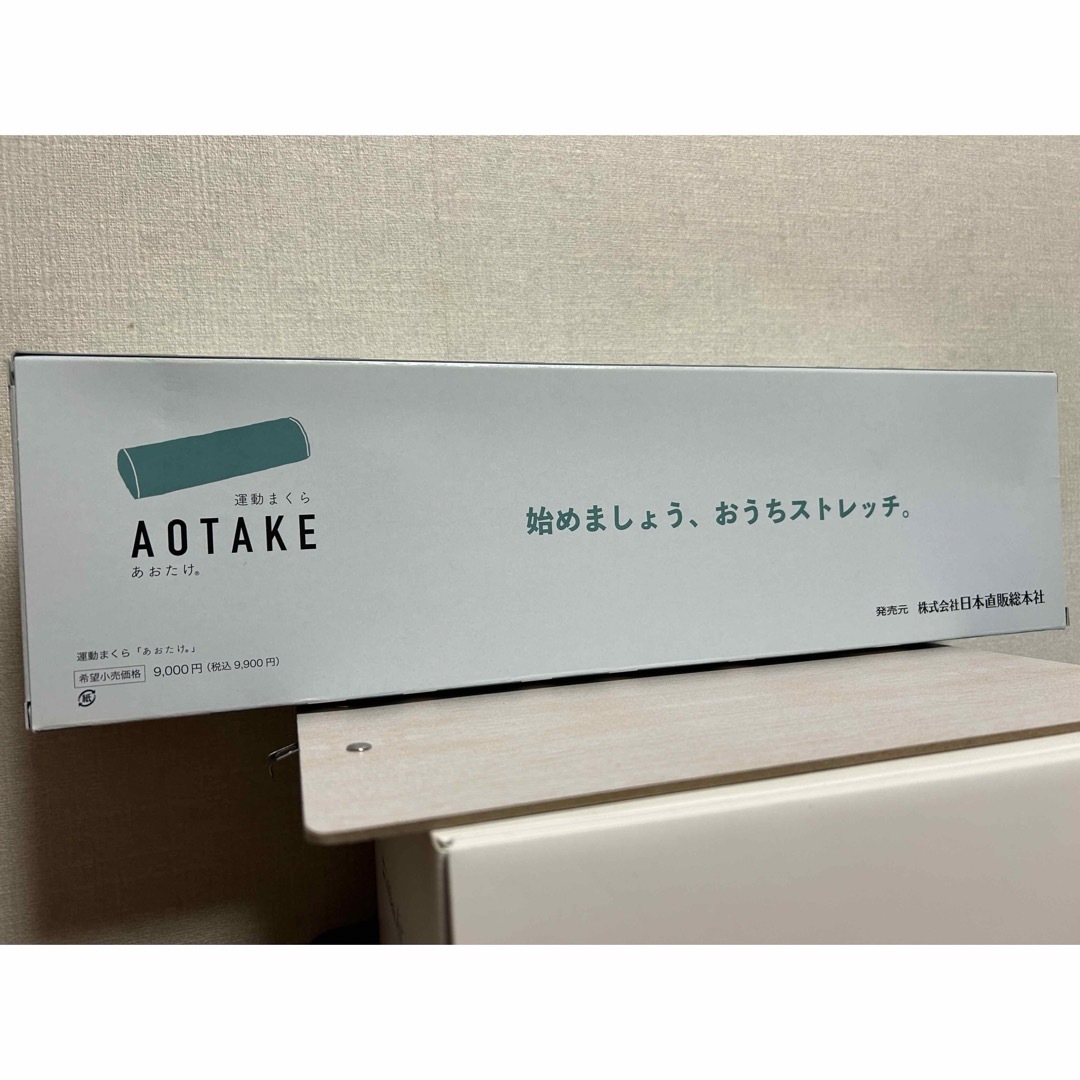 運動まくら
AOTAKE
あおたけ®
始めましょう、おうちストレッチ。
発売元 株式会社日本直販総本社
運動まくら「あおたけ®」
希望小売価格 9,000円(税込9,900円)
紙